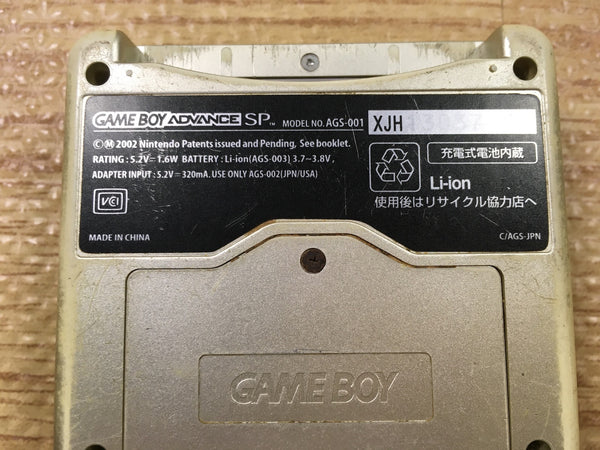 GAME BOY ADVANCE SP™ MODEL NO. AGS-001 XJH
©Ⓜ 2002 Nintendo Patents issued and Pending, See booklet.
RATING : 5.2V⎓1.6W BATTERY : Li-ion(AGS-003) 3.7-3.8V,
ADAPTER INPUT : 5.2V⎓320mA. USE ONLY AGS-002(JPN/USA)
VCI
MADE IN CHINA
充電式電池内蔵
Li-ion
使用後はリサイクル協力店へ
C/AGS-JPN
GAME BOY